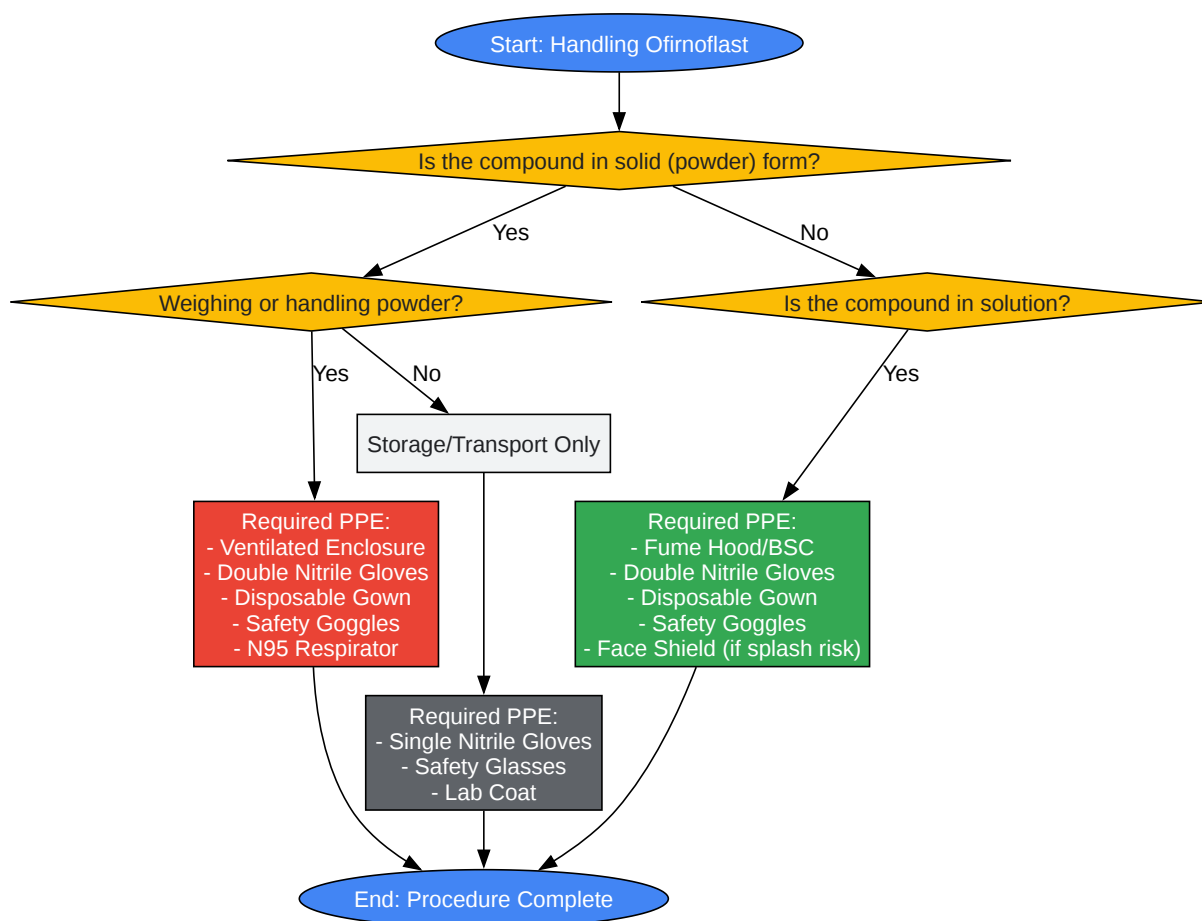 Start: Handling Ofirnoflast
Is the compound in solid (powder) form?
Yes
No
Weighing or handling powder?
Is the compound in solution?
Yes
No
Yes
Storage/Transport Only
Required PPE:
- Ventilated Enclosure
- Double Nitrile Gloves
- Disposable Gown
- Safety Goggles
- N95 Respirator
Required PPE:
- Fume Hood/BSC
- Double Nitrile Gloves
- Disposable Gown
- Safety Goggles
- Face Shield (if splash risk)
Required PPE:
- Single Nitrile Gloves
- Safety Glasses
- Lab Coat
End: Procedure Complete